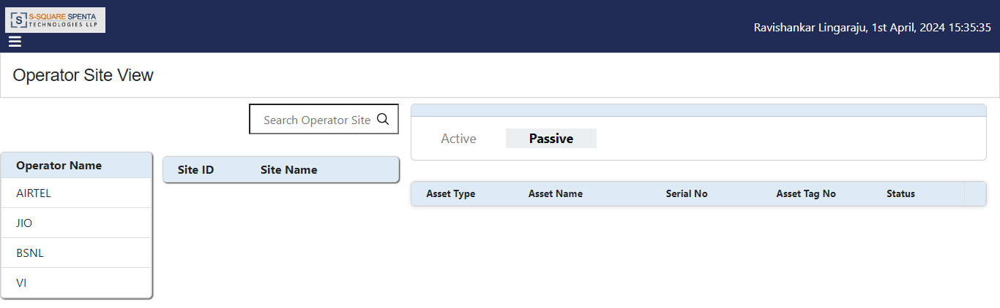 S-SQUARE SPENTA
S TECHNOLOGIES LLP
Ravishankar Lingaraju, 1st April, 2024 15:35:35
Operator Site View
Search Operator Site
Active Passive
Operator Name
Site ID Site Name
Asset Type Asset Name Serial No Asset Tag No Status
AIRTEL
JIO
BSNL
VI